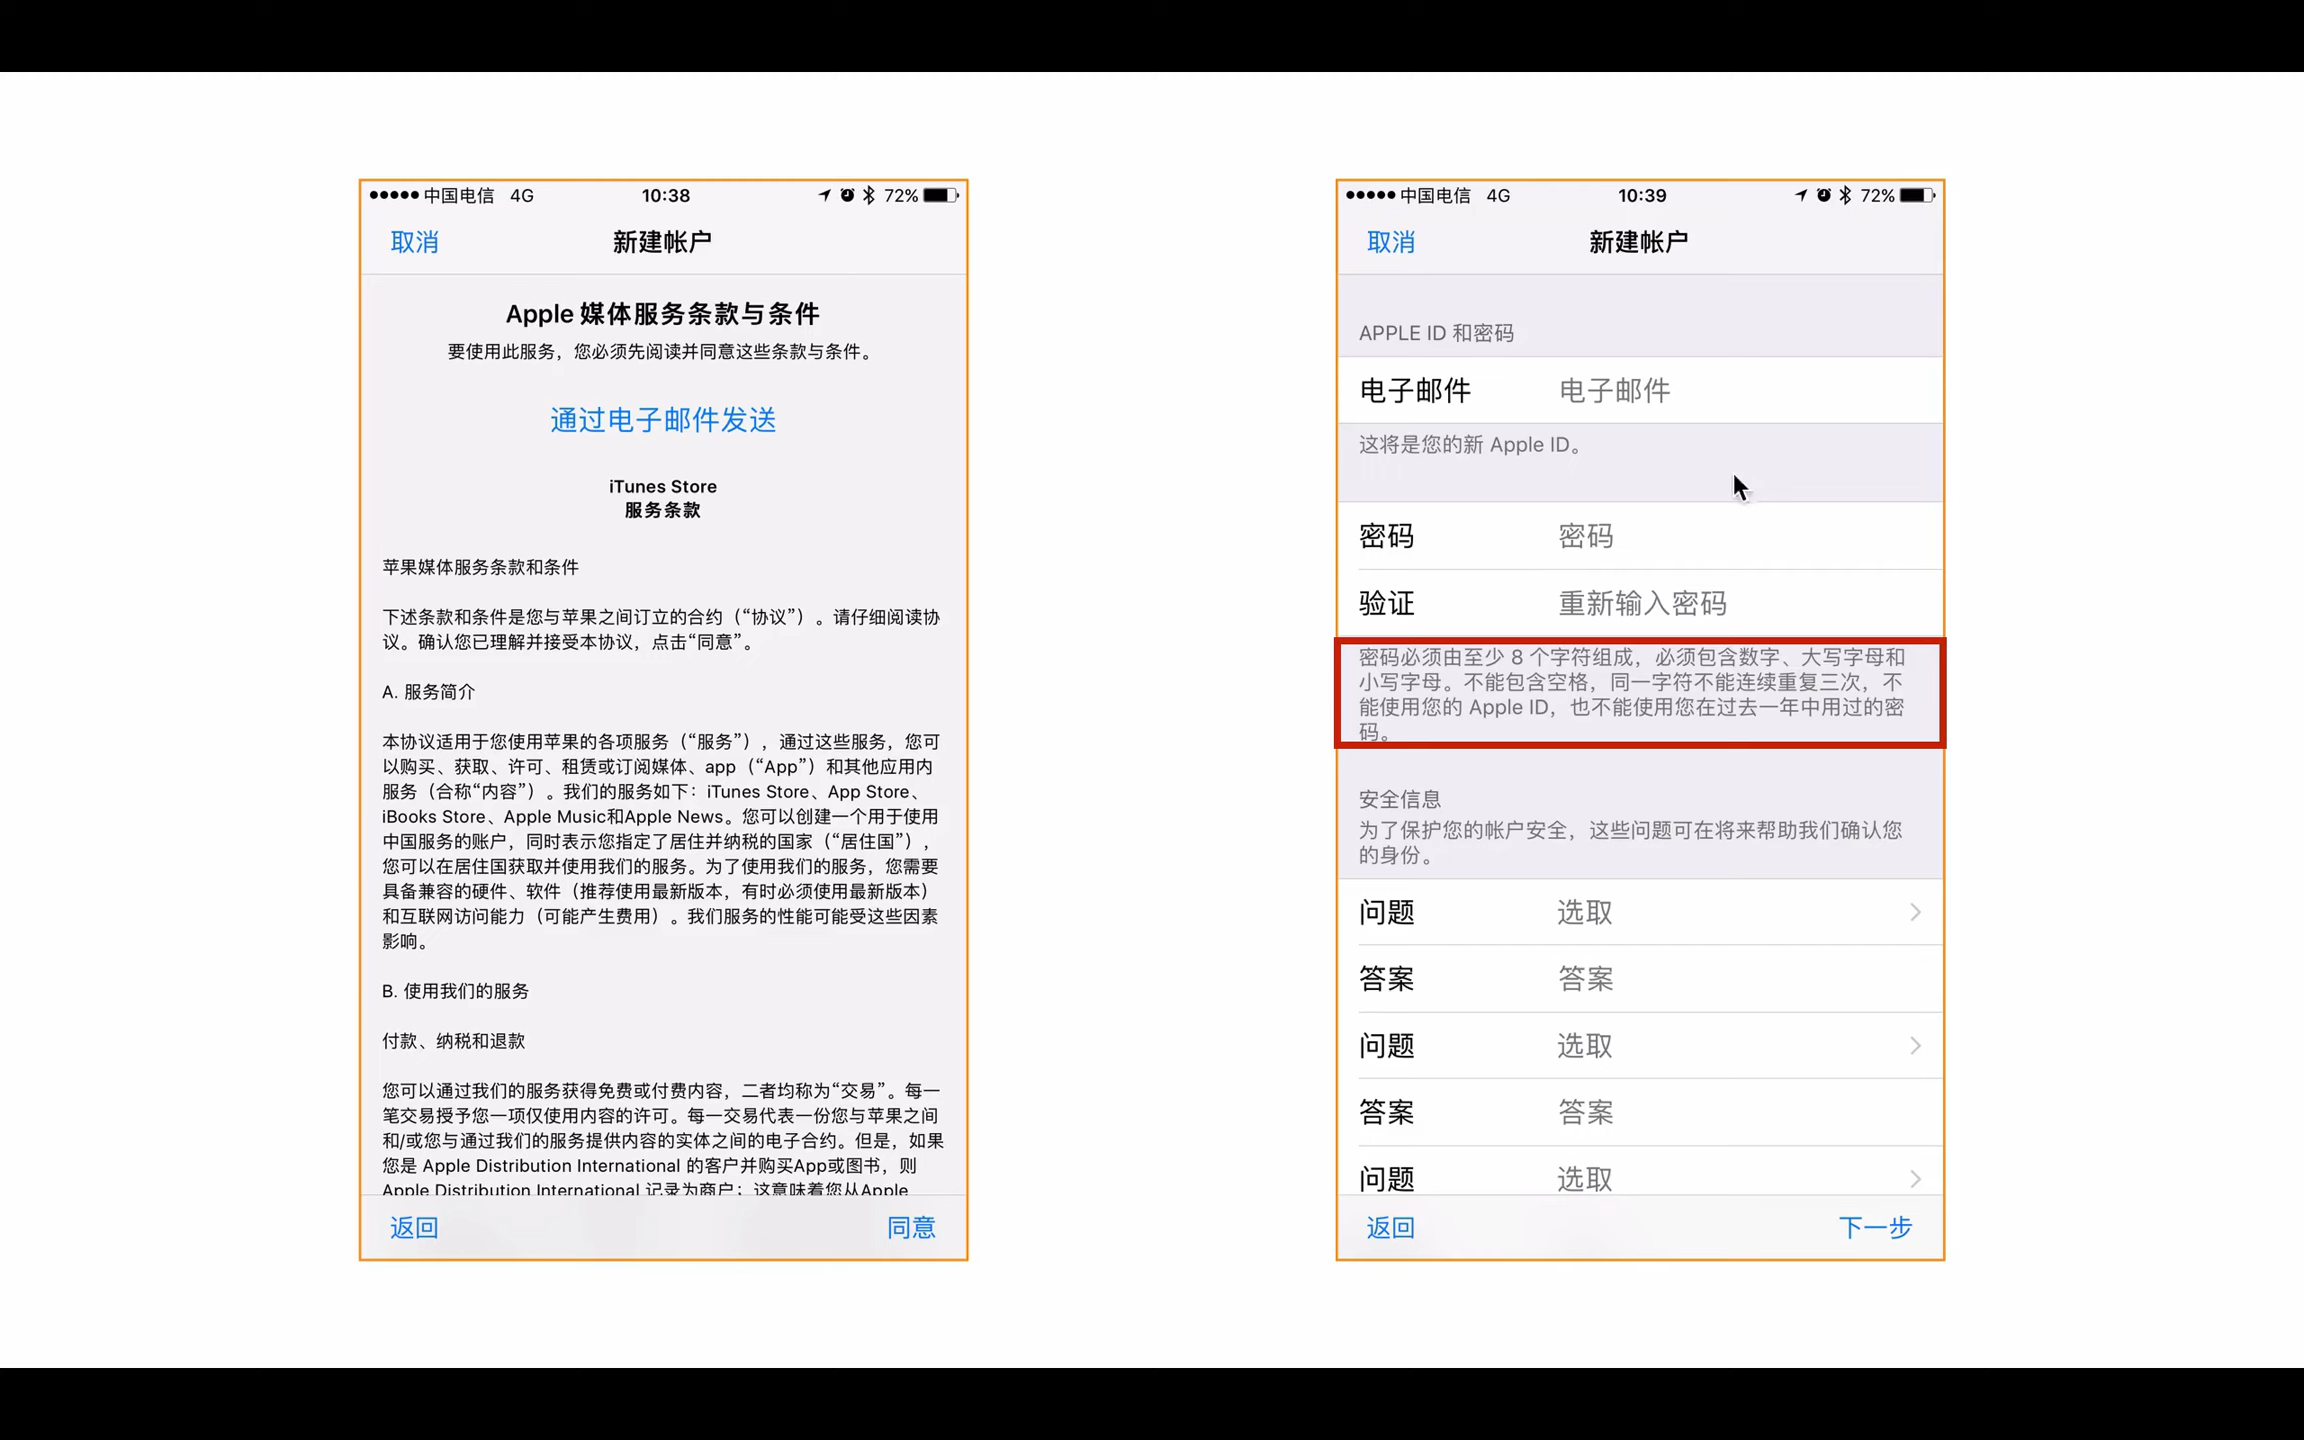 中国电信 4G 10:38 72%
取消 新建帐户
Apple 媒体服务条款与条件
要使用此服务，您必须先阅读并同意这些条款与条件。
通过电子邮件发送
iTunes Store
服务条款
苹果媒体服务条款和条件
下述条款和条件是您与苹果之间订立的合约（“协议”）。请仔细阅读协
议。确认您已理解并接受本协议，点击“同意”。
A. 服务简介
本协议适用于您使用苹果的各项服务（“服务”），通过这些服务，您可
以购买、获取、许可、租赁或订阅媒体、app（“App”）和其他应用内
服务（合称“内容”）。我们的服务如下：iTunes Store、App Store、
iBooks Store、Apple Music和Apple News。您可以创建一个用于使用
中国服务的账户，同时表示您指定了居住并纳税的国家（“居住国”），
您可以在居住国获取并使用我们的服务。为了使用我们的服务，您需要
具备兼容的硬件、软件（推荐使用最新版本，有时必须使用最新版本）
和互联网访问能力（可能产生费用）。我们服务的性能可能受这些因素
影响。
B. 使用我们的服务
付款、纳税和退款
您可以通过我们的服务获得免费或付费内容，二者均称为“交易”。每一
笔交易授予您一项仅使用内容的许可。每一交易代表一份您与苹果之间
和/或您与通过我们的服务提供内容的实体之间的电子合约。但是，如果
您是 Apple Distribution International 的客户并购买App或图书，则
Apple Distribution International 记录为商户；这意味着您从Apple
返回 同意
中国电信 4G 10:39 72%
取消 新建帐户
APPLE ID 和密码
电子邮件 电子邮件
这将是您的新 Apple ID。
密码 密码
验证 重新输入密码
密码必须由至少 8 个字符组成，必须包含数字、大写字母和
小写字母。不能包含空格，同一字符不能连续重复三次，不
能使用您的 Apple ID，也不能使用您在过去一年中用过的密
码。
安全信息
为了保护您的帐户安全，这些问题可在将来帮助我们确认您
的身份。
问题 选取
答案 答案
问题 选取
答案 答案
问题 选取
返回 下一步